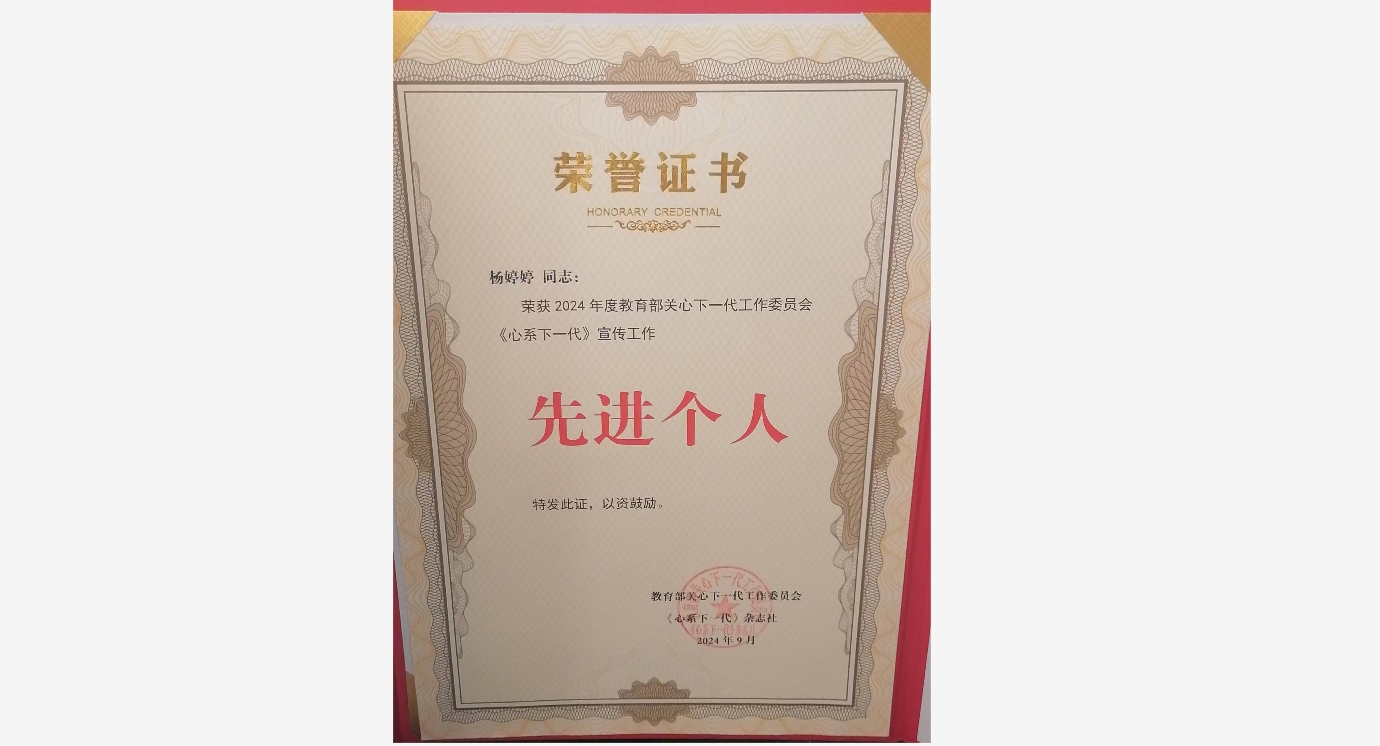 荣誉证书
HONORARY CREDENTIAL
杨婷婷 同志：
荣获 2024 年度教育部关心下一代工作委员会
《心系下一代》宣传工作
先进个人
特发此证，以资鼓励。
教育部关心下一代工作委员会
《心系下一代》杂志社
2024 年 9 月